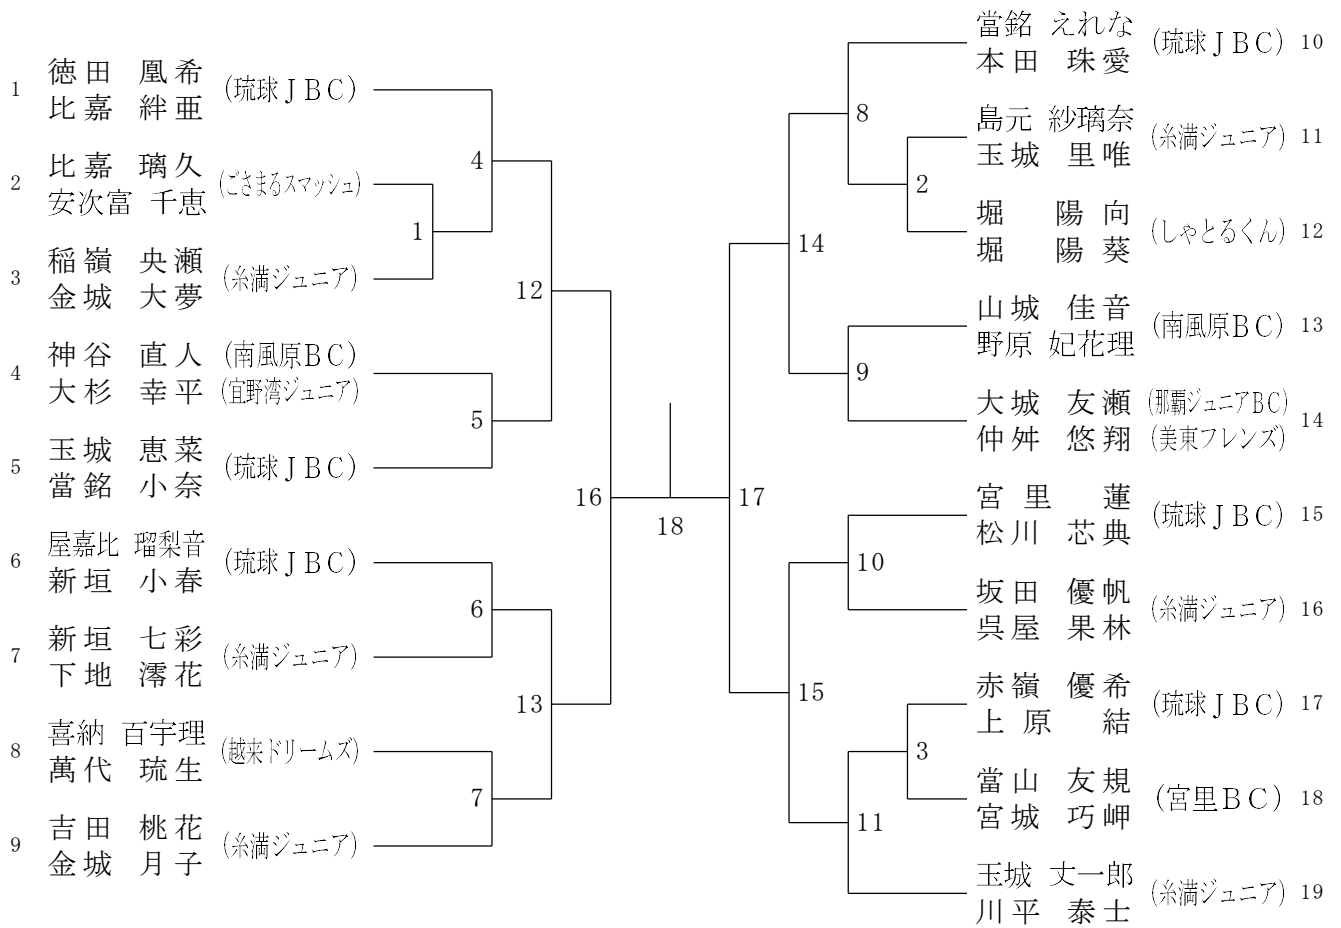 1 徳田 凰希 (琉球ＪＢＣ)
比嘉 絆亜
2 比嘉 璃久 (ごさまるスマッシュ)
安次富 千恵
3 稲嶺 央瀬 (糸満ジュニア)
金城 大夢
4 神谷 直人 (南風原ＢＣ)
大杉 幸平 (宜野湾ジュニア)
5 玉城 恵菜 (琉球ＪＢＣ)
當銘 小奈
6 屋嘉比 瑠梨音 (琉球ＪＢＣ)
新垣 小春
7 新垣 七彩 (糸満ジュニア)
下地 澪花
8 喜納 百宇理 (越来ドリームズ)
萬代 琉生
9 吉田 桃花 (糸満ジュニア)
金城 月子
4
1
12
5
16
6
13
7
18
17
8
2
14
9
10
15
3
11
當銘 えれな (琉球ＪＢＣ) 10
本田 珠愛
島元 紗璃奈 (糸満ジュニア) 11
玉城 里唯
堀 陽向 (しゃとるくん) 12
堀 陽葵
山城 佳音 (南風原ＢＣ) 13
野原 妃花理
大城 友瀬 (那覇ジュニアＢＣ) 14
仲舛 悠翔 (美東フレンズ)
宮里 蓮 (琉球ＪＢＣ) 15
松川 芯典
坂田 優帆 (糸満ジュニア) 16
呉屋 果林
赤嶺 優希 (琉球ＪＢＣ) 17
上原 結
當山 友規 (宮里ＢＣ) 18
宮城 巧岬
玉城 丈一郎 (糸満ジュニア) 19
川平 泰士